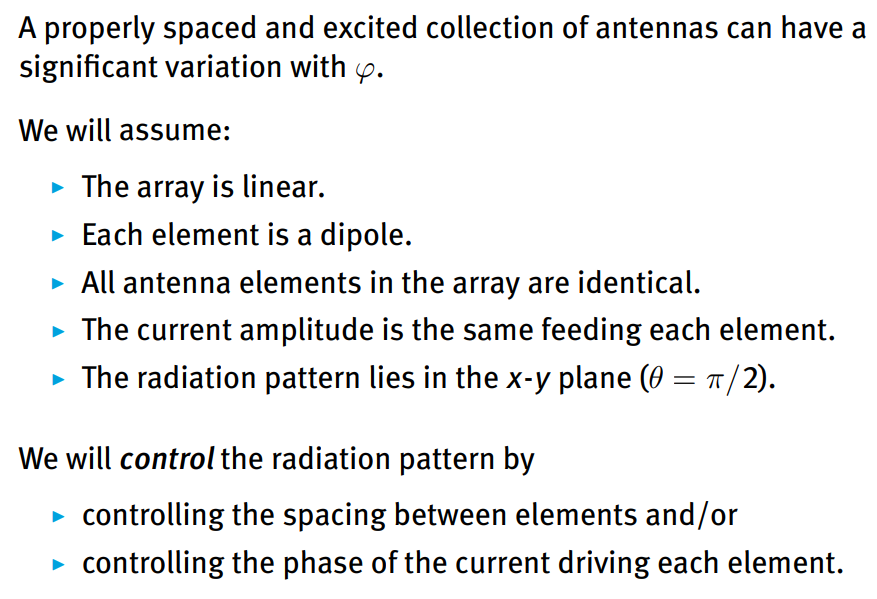 A properly spaced and excited collection of antennas can have a
significant variation with φ.
We will assume:
▶ The array is linear.
▶ Each element is a dipole.
▶ All antenna elements in the array are identical.
▶ The current amplitude is the same feeding each element.
▶ The radiation pattern lies in the x-y plane (θ = π/2).
We will control the radiation pattern by
▶ controlling the spacing between elements and/or
▶ controlling the phase of the current driving each element.